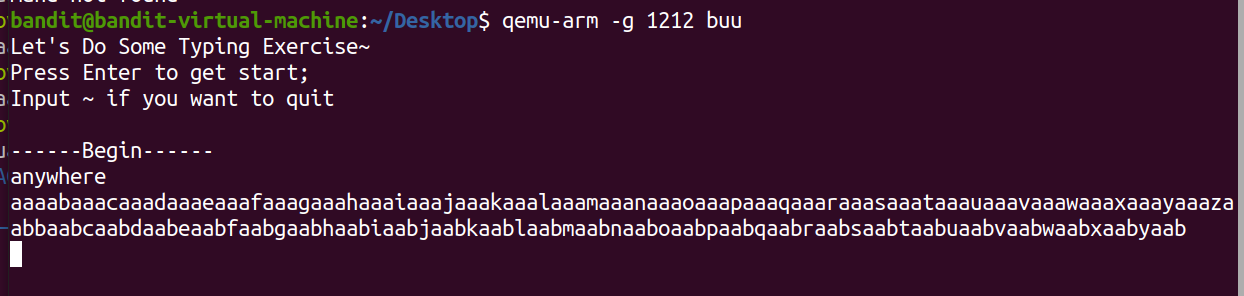 bandit@bandit-virtual-machine:~/Desktop$ qemu-arm -g 1212 buu
Let's Do Some Typing Exercise~
Press Enter to get start;
Input ~ if you want to quit
------Begin------
anywhere
aaaabaaacaaadaaaeaaafaaagaaahaaaiaaajaaakaaalaaamaaanaaaoaaapaaaqaaaraaasaaataaauaaavaaawaaaxaaayaaaza
abbaabcaabdaabeaabfaabgaabhaabiaabjaabkaablaabmaabnaaboaabpaabqaabraabsaabtaabuaabvaabwaabxaabyaab